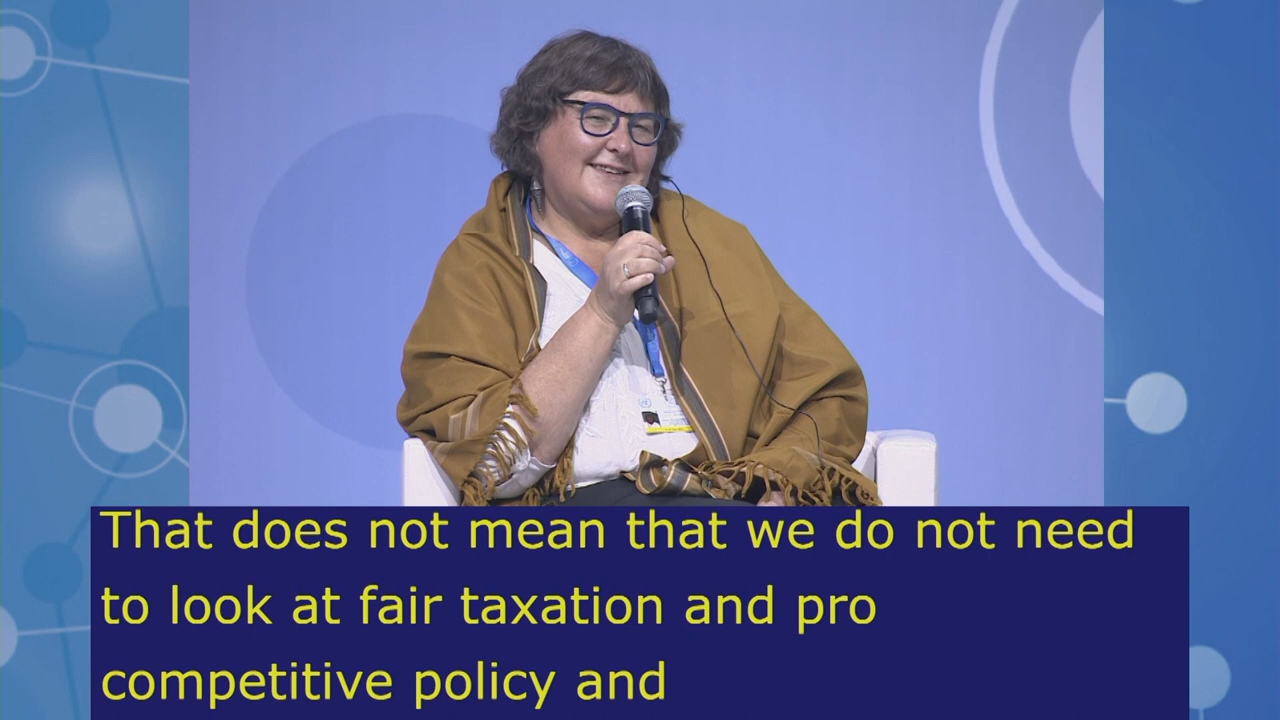 That does not mean that we do not need
to look at fair taxation and pro
competitive policy and